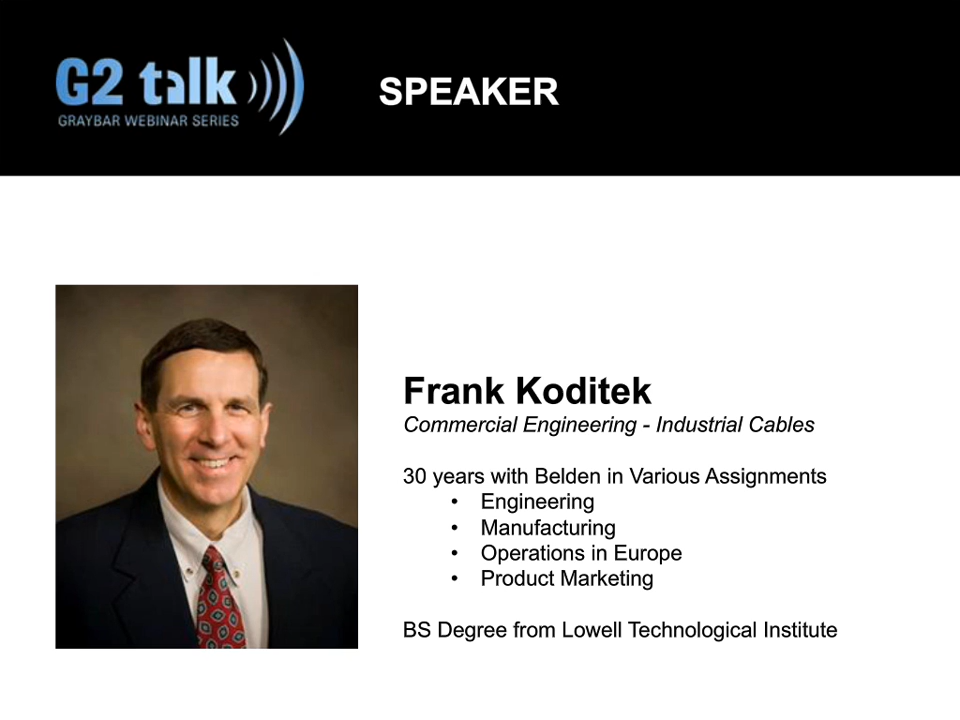 G2 talk
GRAYBAR WEBINAR SERIES
SPEAKER
Frank Koditek
Commercial Engineering - Industrial Cables
30 years with Belden in Various Assignments
• Engineering
• Manufacturing
• Operations in Europe
• Product Marketing
BS Degree from Lowell Technological Institute